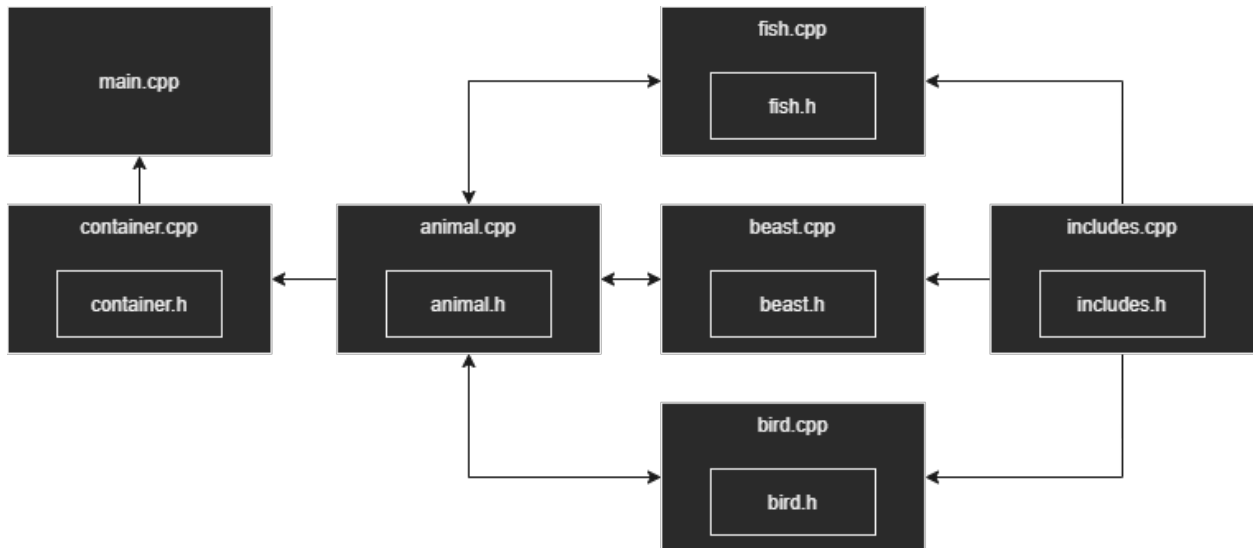 main.cpp
fish.cpp
fish.h
container.cpp
container.h
animal.cpp
animal.h
beast.cpp
beast.h
includes.cpp
includes.h
bird.cpp
bird.h